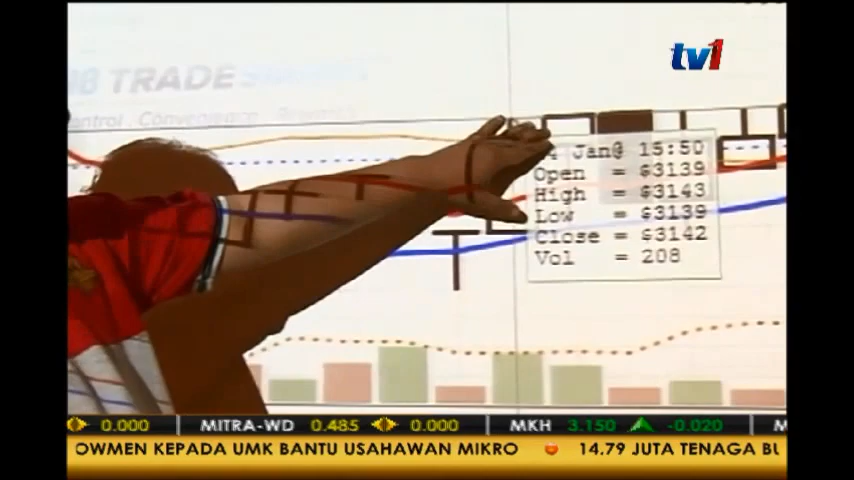 tv1
TRADE
Control . Convenience .
Jan@ 15:50
Open = $3139
High = $3143
Low = $3139
Close = $3142
Vol = 208
0.000 MITRA-WD 0.485 0.000 MKH 3.150 -0.020 M
OWMEN KEPADA UMK BANTU USAHAWAN MIKRO 14.79 JUTA TENAGA BU